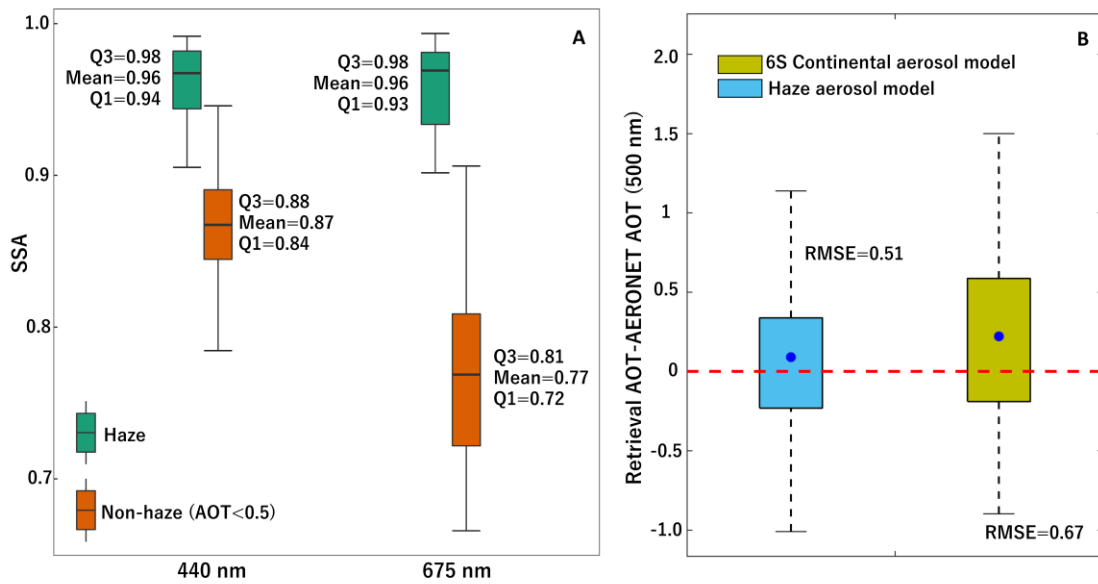 A
1.0
0.9
0.8
0.7
SSA
Q3=0.98
Mean=0.96
Q1=0.94
Q3=0.98
Mean=0.96
Q1=0.93
Q3=0.88
Mean=0.87
Q1=0.84
Q3=0.81
Mean=0.77
Q1=0.72
Haze
Non-haze (AOT<0.5)
440 nm
675 nm
B
2.0
1.5
1
0.5
0
-0.5
-1.0
Retrieval AOT-AERONET AOT (500 nm)
6S Continental aerosol model
Haze aerosol model
RMSE=0.51
RMSE=0.67